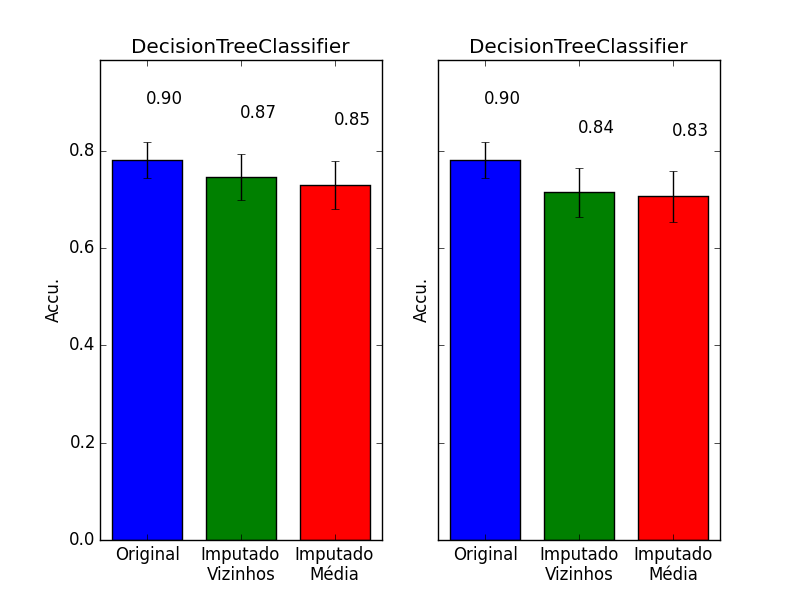 DecisionTreeClassifier
0.90
0.87
0.85
0.8
0.6
0.4
0.2
0.0
Accu.
Original
Imputado
Vizinhos
Imputado
Média
DecisionTreeClassifier
0.90
0.84
0.83
Accu.
Original
Imputado
Vizinhos
Imputado
Média